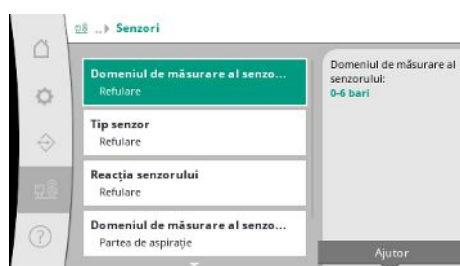 ..▸ Senzori
Domeniul de măsurare al senzo...
Refulare
Tip senzor
Refulare
Reacția senzorului
Refulare
Domeniul de măsurare al senzo...
Partea de aspirație
Domeniul de măsurare al
senzorului:
0-6 bari
Ajutor